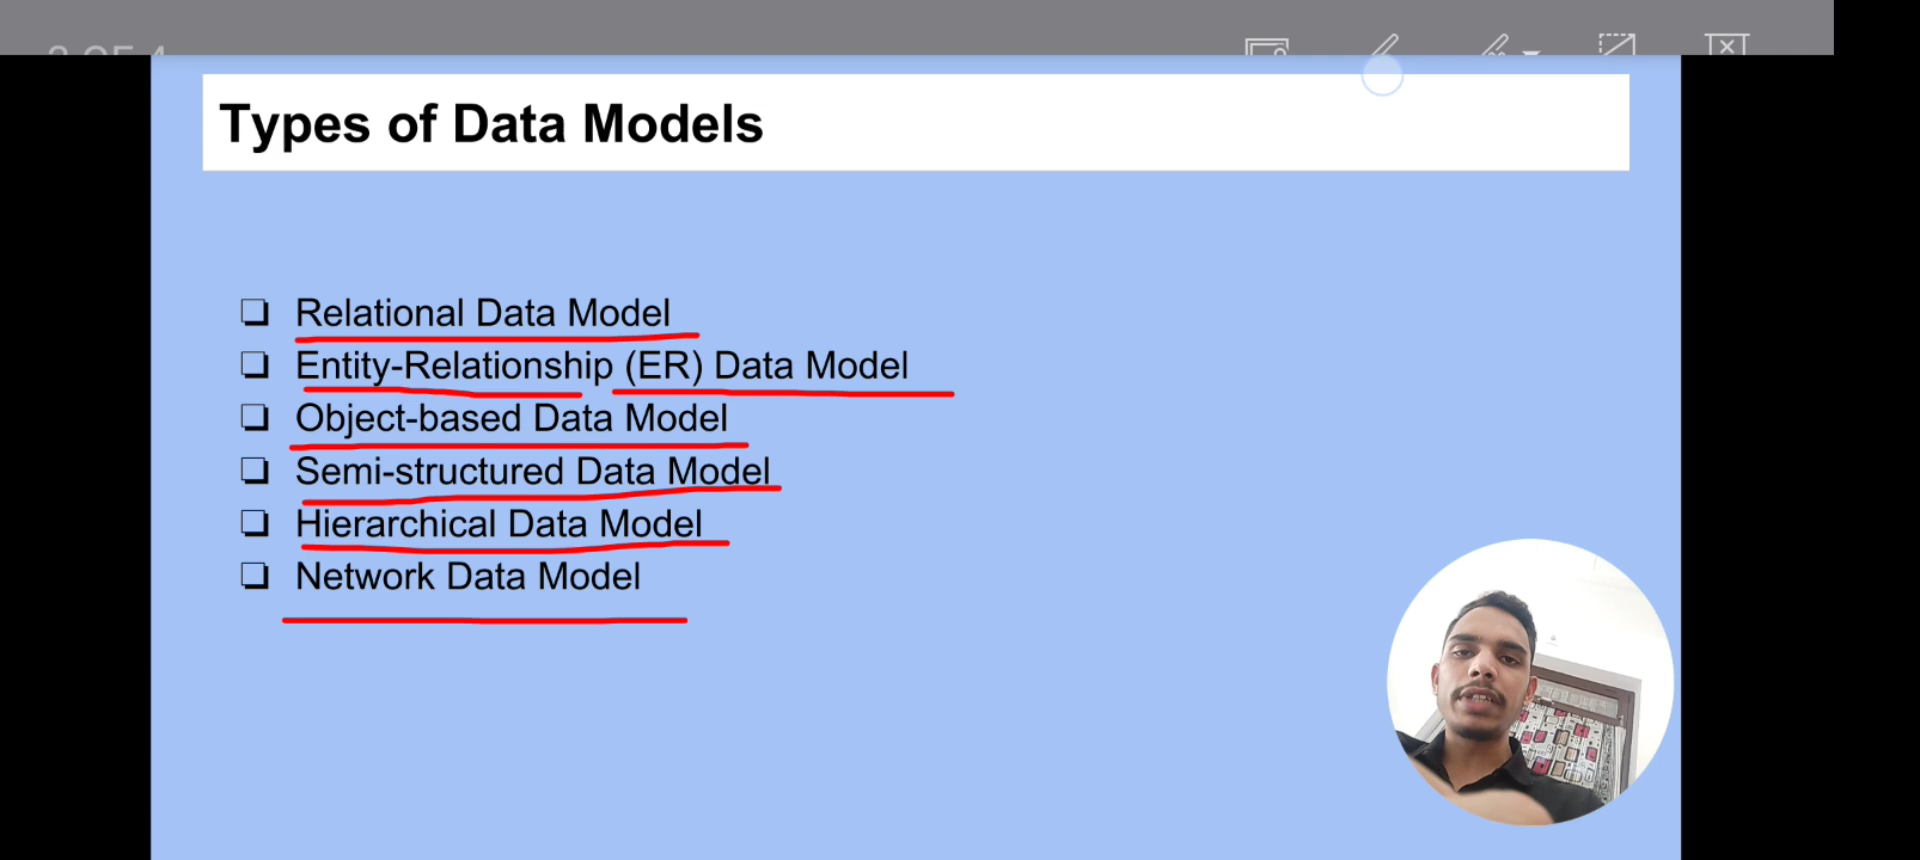 Types of Data Models
Relational Data Model
Entity-Relationship (ER) Data Model
Object-based Data Model
Semi-structured Data Model
Hierarchical Data Model
Network Data Model